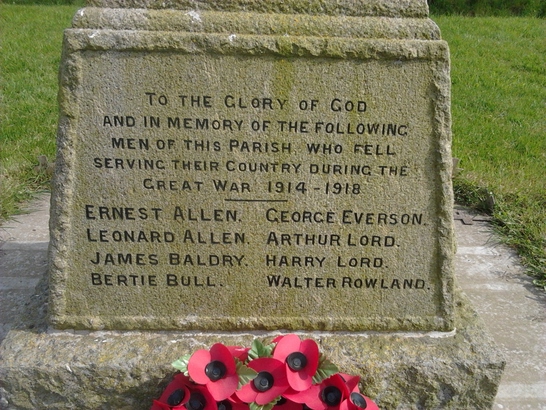 TO THE GLORY OF GOD
AND IN MEMORY OF THE FOLLOWING
MEN OF THIS PARISH, WHO FELL
SERVING THEIR COUNTRY DURING THE
GREAT WAR 1914-1918.
ERNEST ALLEN. GEORGE EVERSON.
LEONARD ALLEN. ARTHUR LORD.
JAMES BALDRY. HARRY LORD.
BERTIE BULL. WALTER ROWLAND.